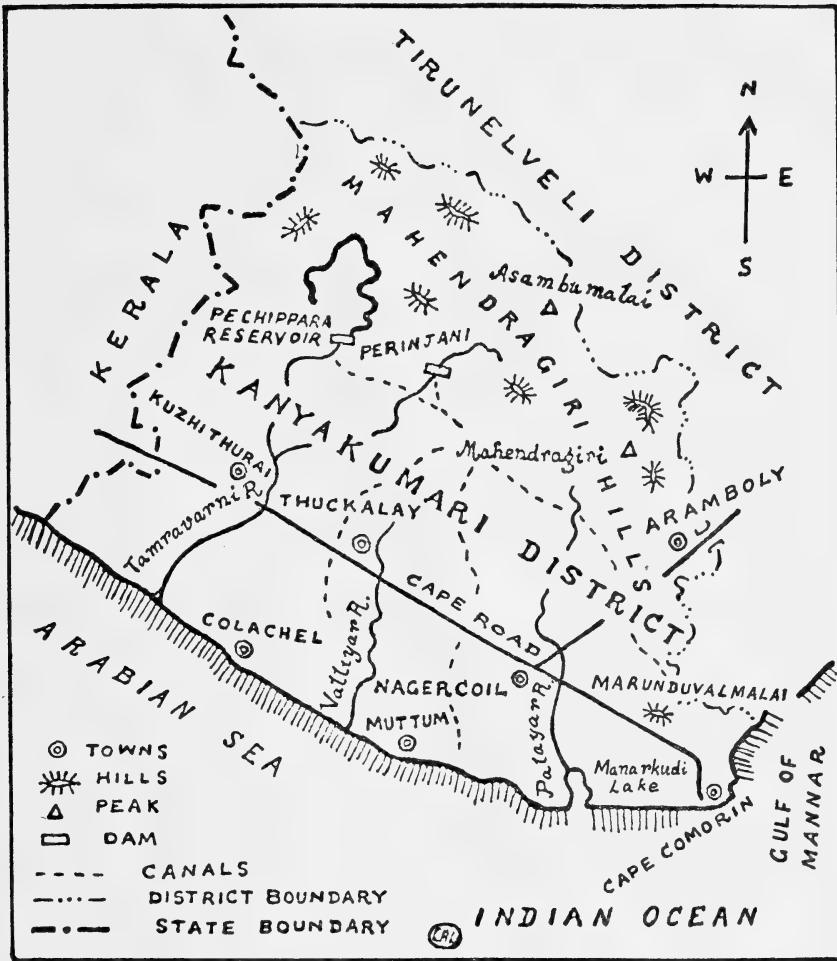 TIRUNELVELI DISTRICT
N
W E
S
KERALA
MAHENDRAGIRI HILLS
Asambumalai
PECHIPPARA
RESERVOIR
PERINJANI
KANYAKUMARI DISTRICT
KUZHITHURAI
Mahendragiri
ARAMBOLY
Tamravarni R.
THUCKALAY
CAPE ROAD
COLACHEL
Valliyar R.
NAGERCOIL
MARUNDUVALMALAI
MUTTUM
Palayar R.
Manarkudi
Lake
ARABIAN SEA
CAPE COMORIN
GULF OF
MANNAR
TOWNS
HILLS
PEAK
DAM
CANALS
DISTRICT BOUNDARY
STATE BOUNDARY
LAL
INDIAN OCEAN